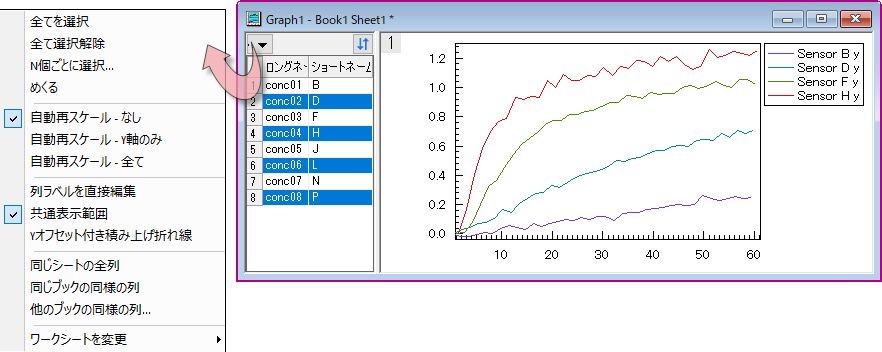 全てを選択
全て選択解除
N個ごとに選択...
めくる
自動再スケール - なし
自動再スケール - Y軸のみ
自動再スケール - 全て
列ラベルを直接編集
共通表示範囲
Yオフセット付き積み上げ折れ線
同じシートの全列
同じブックの同様の列
他のブックの同様の列...
ワークシートを変更
Graph1 - Book1 Sheet1 *
ロングネー ショートネーム
1 conc01 B
2 conc02 D
3 conc03 F
4 conc04 H
5 conc05 J
6 conc06 L
7 conc07 N
8 conc08 P
1
1.2
1.0
0.8
0.6
0.4
0.2
0.0
10 20 30 40 50 60
Sensor B y
Sensor D y
Sensor F y
Sensor H y